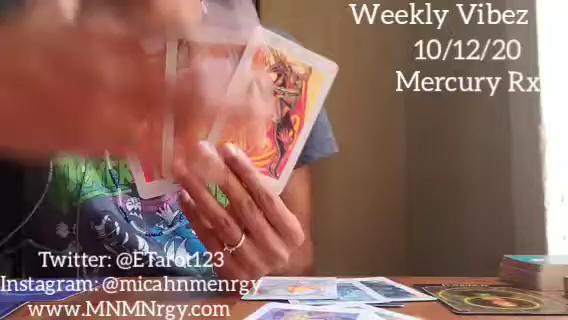 Weekly Vibez
10/12/20
Mercury Rx
Twitter: @ETarot123
Instagram: @micahnmenrgy
www.MNMNrgy.com